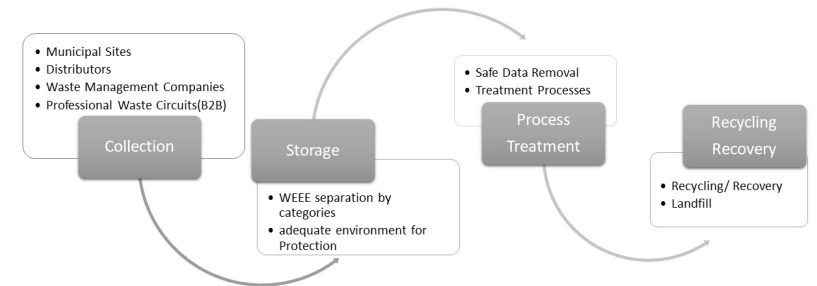 • Municipal Sites
• Distributors
• Waste Management Companies
• Professional Waste Circuits(B2B)
Collection
Storage
• WEEE separation by
categories
• adequate environment for
Protection
• Safe Data Removal
• Treatment Processes
Process
Treatment
Recycling
Recovery
• Recycling/ Recovery
• Landfill